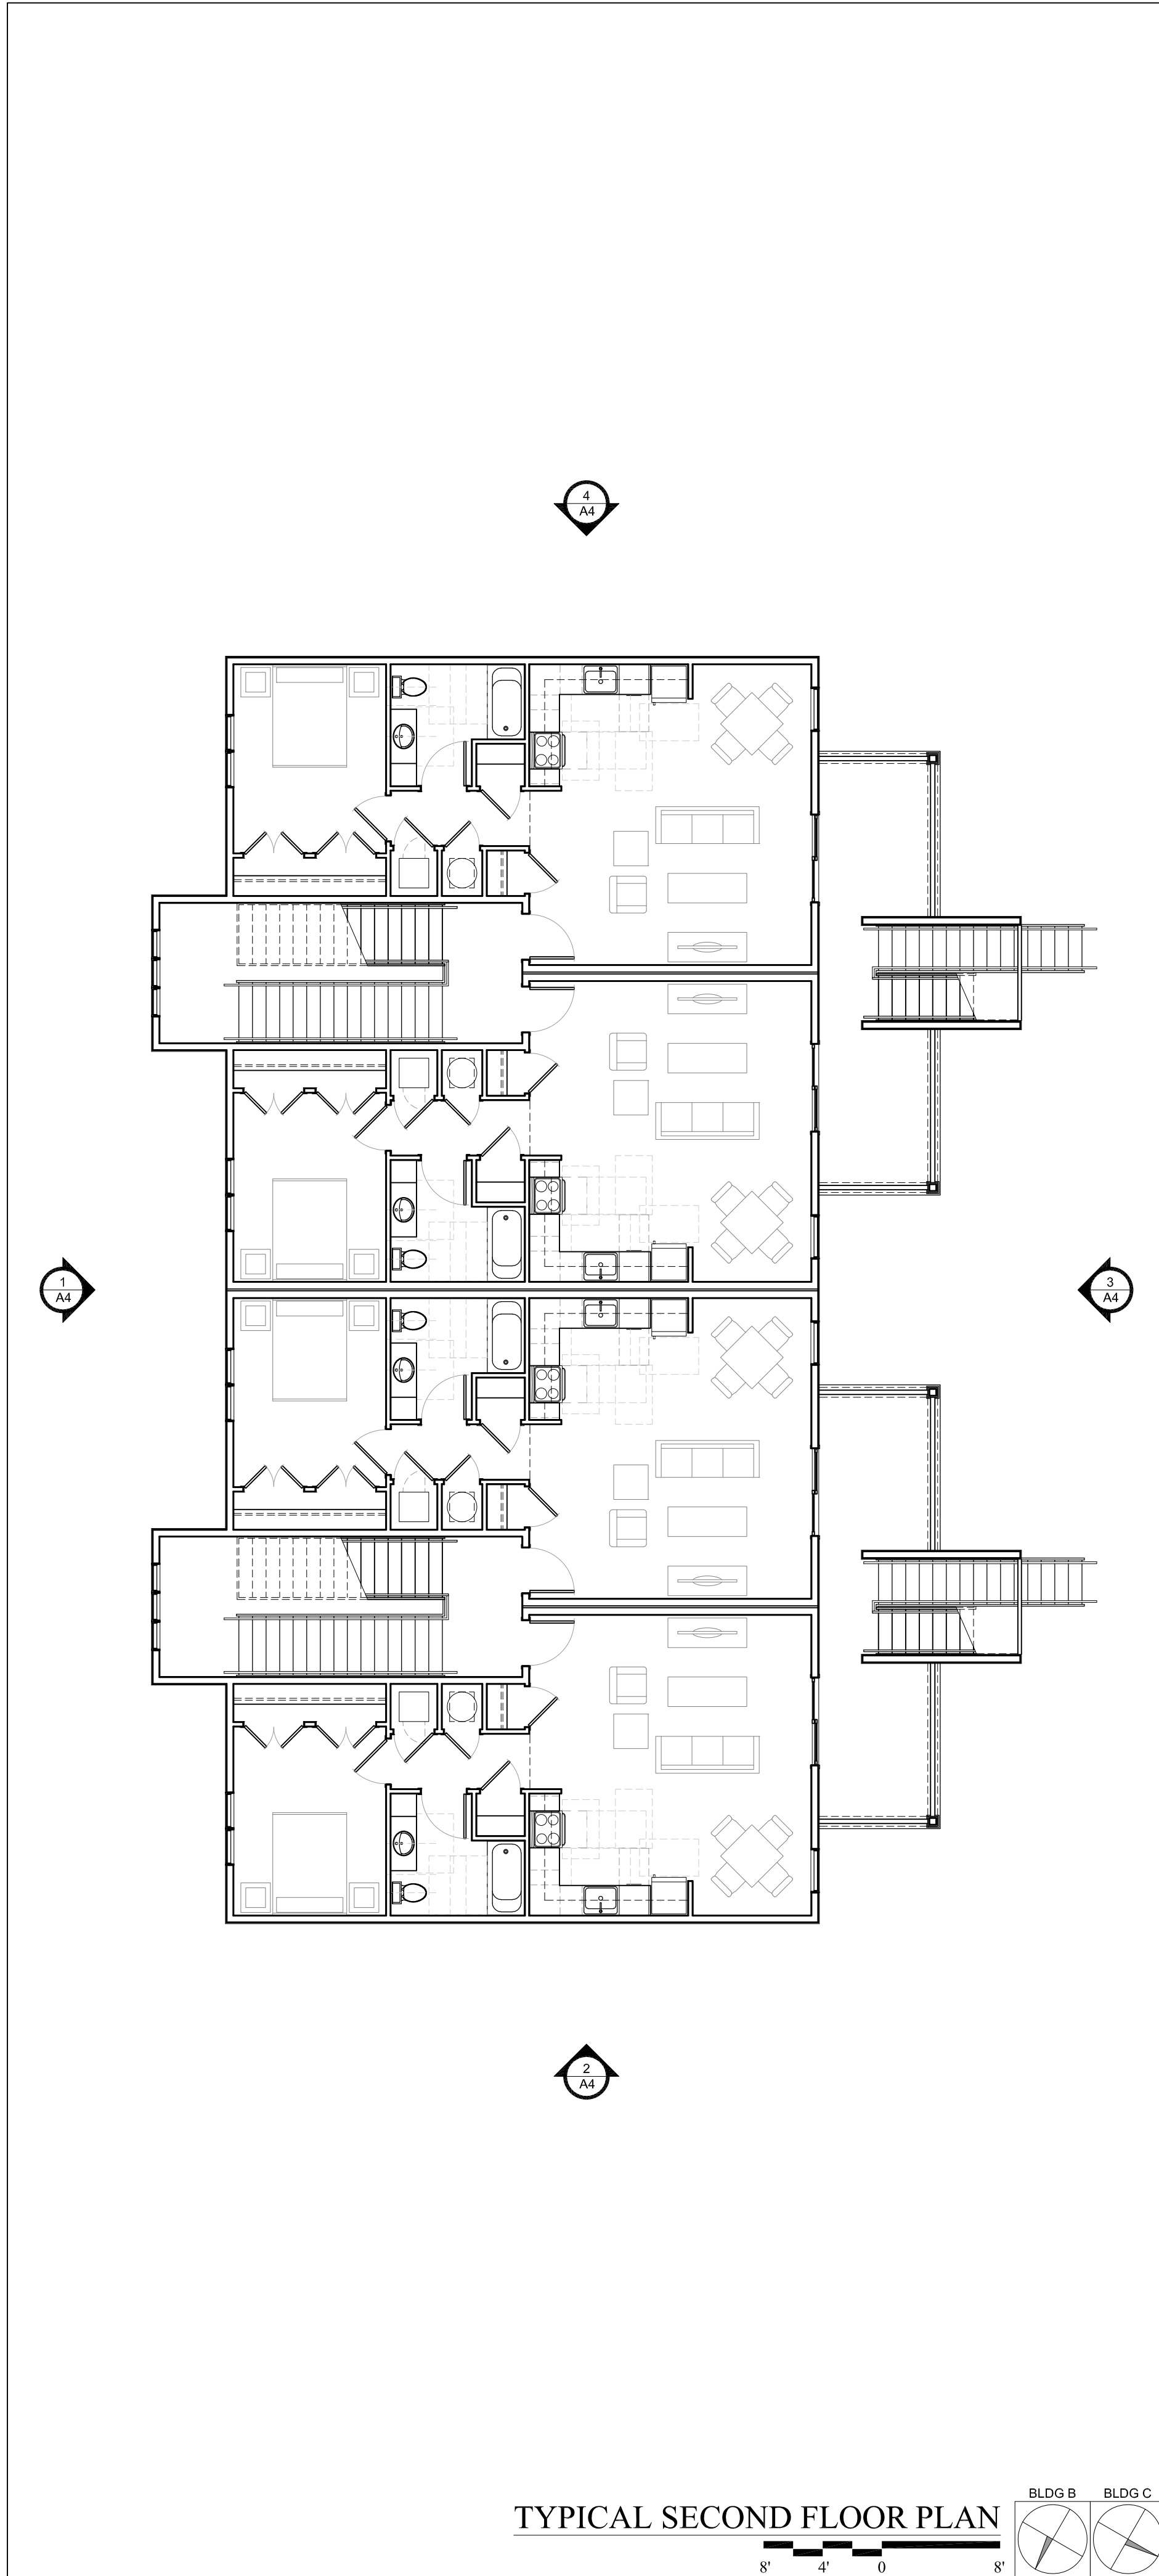 4
A4
1
A4
3
A4
2
A4
BLDG B BLDG C
TYPICAL SECOND FLOOR PLAN
8' 4' 0 8'